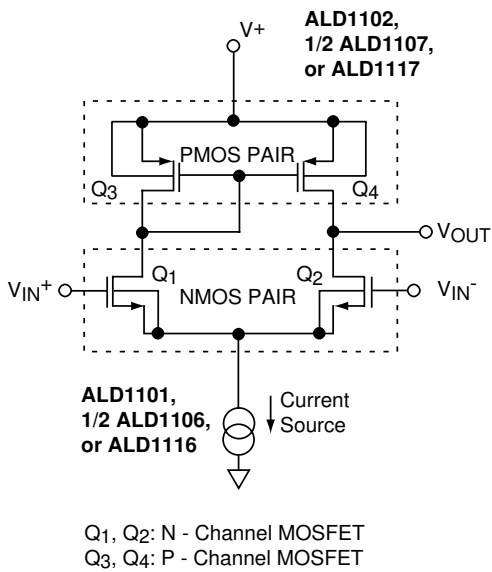 V+
ALD1102,
1/2 ALD1107,
or ALD1117
PMOS PAIR
Q3
Q4
VOUT
VIN+
Q1
Q2
VIN-
NMOS PAIR
ALD1101,
1/2 ALD1106,
or ALD1116
Current
Source
Q1, Q2: N - Channel MOSFET
Q3, Q4: P - Channel MOSFET